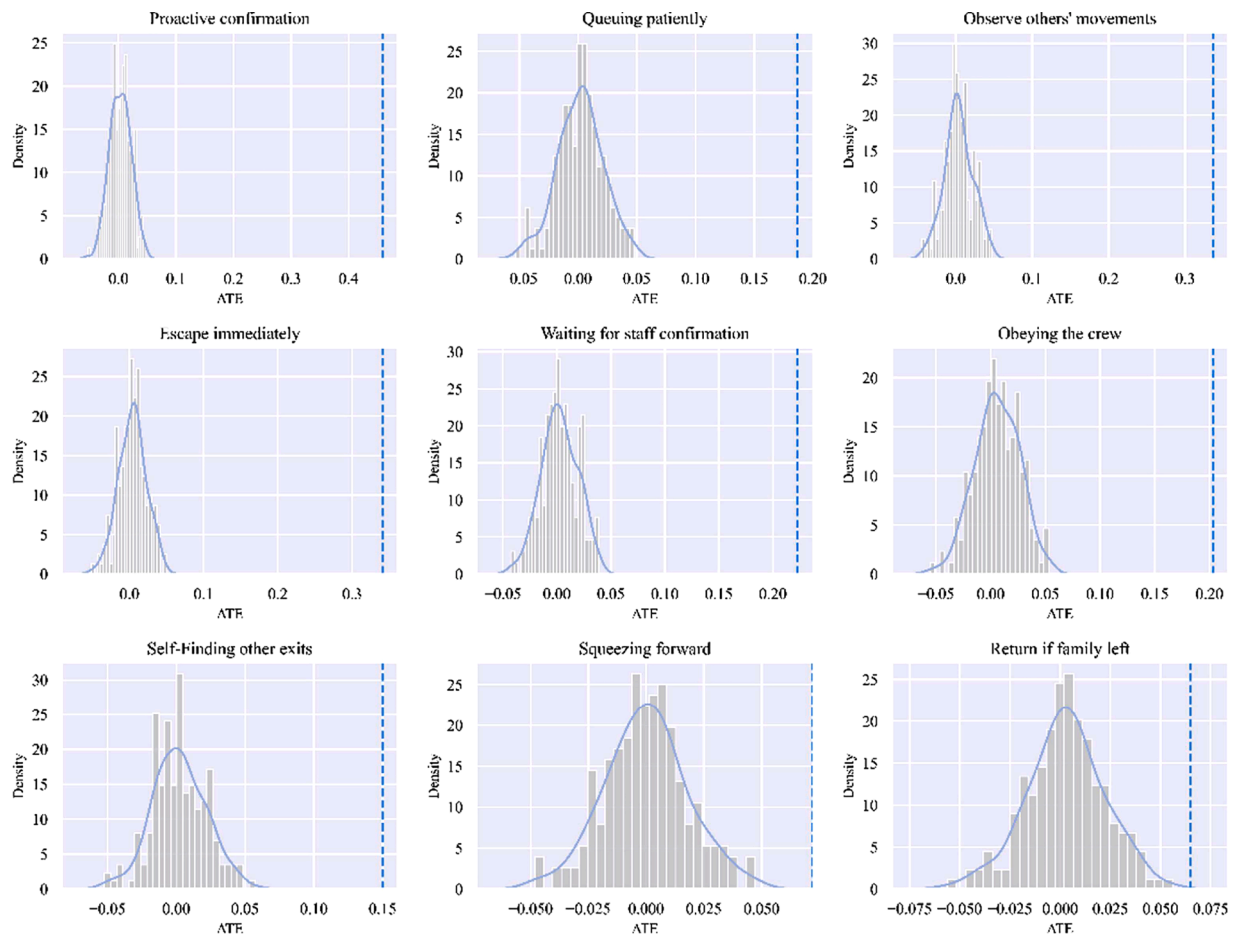 Proactive confirmation
25
20
15
10
5
0
Density
0.0 0.1 0.2 0.3 0.4
ATE
Queuing patiently
25
20
15
10
5
0
Density
0.05 0.00 0.05 0.10 0.15 0.20
ATE
Observe others' movements
30
25
20
15
10
5
0
Density
0.0 0.1 0.2 0.3
ATE
Escape immediately
25
20
15
10
5
0
Density
0.0 0.1 0.2 0.3
ATE
Waiting for staff confirmation
30
25
20
15
10
5
0
Density
−0.05 0.00 0.05 0.10 0.15 0.20
ATE
Obeying the crew
20
15
10
5
0
Density
−0.05 0.00 0.05 0.10 0.15 0.20
ATE
Self-Finding other exits
30
25
20
15
10
5
0
Density
−0.05 0.00 0.05 0.10 0.15
ATE
Squeezing forward
25
20
15
10
5
0
Density
−0.050 −0.025 0.000 0.025 0.050
ATE
Return if family left
25
20
15
10
5
0
Density
−0.075 −0.050 −0.025 0.000 0.025 0.050 0.075
ATE